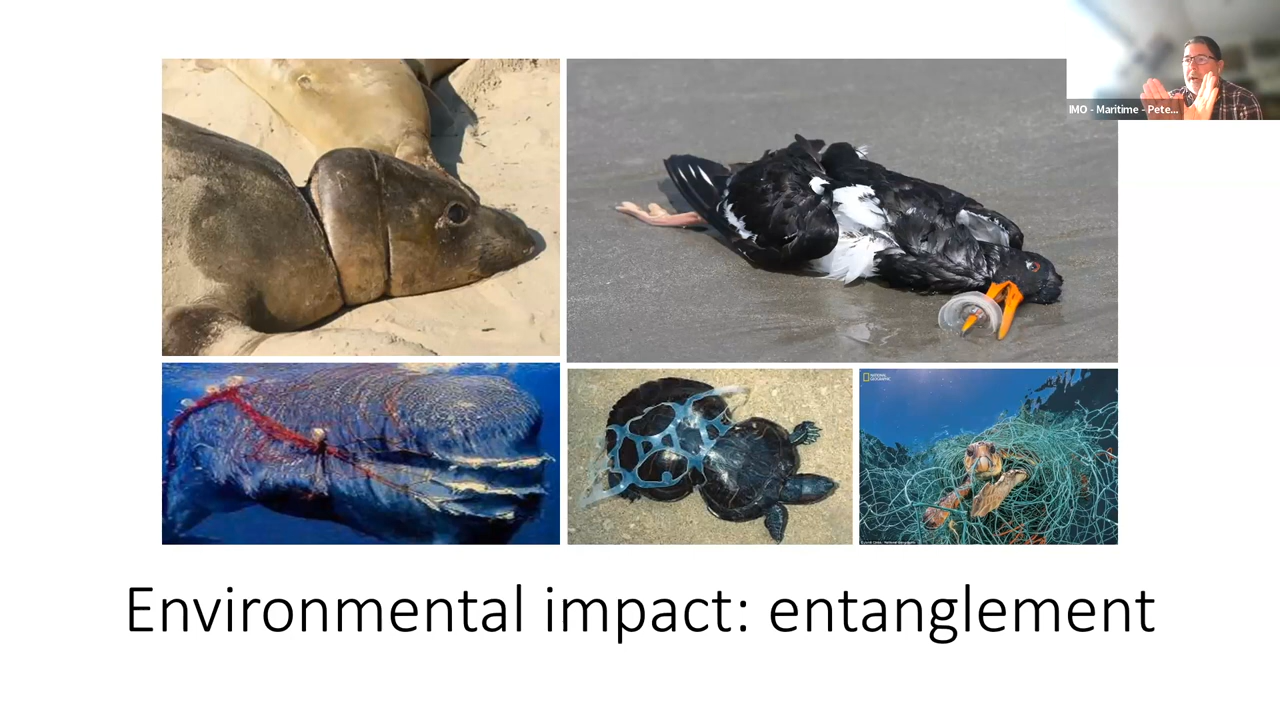 IMO - Maritime - Pete...
NATIONAL
GEOGRAPHIC
Environmental impact: entanglement